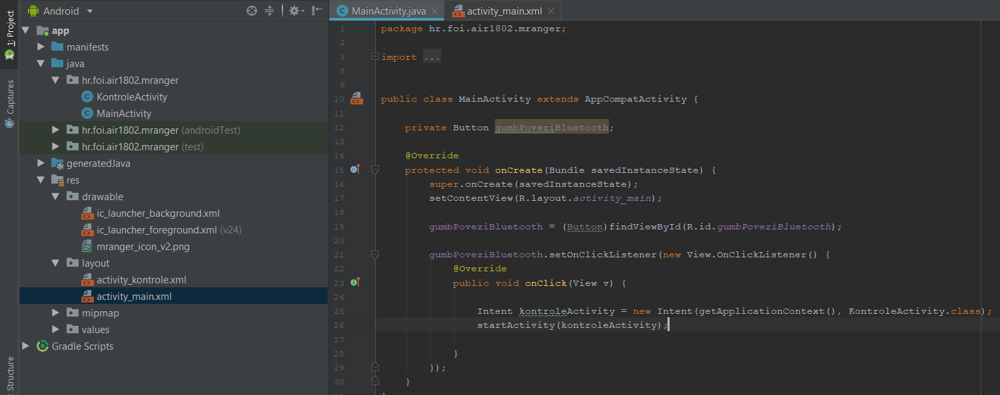 Android
1: Project
Captures
Structure
app
manifests
java
hr.foi.air1802.mranger
KontroleActivity
MainActivity
hr.foi.air1802.mranger (androidTest)
hr.foi.air1802.mranger (test)
generatedJava
res
drawable
ic_launcher_background.xml
ic_launcher_foreground.xml (v24)
mranger_icon_v2.png
layout
activity_kontrole.xml
activity_main.xml
mipmap
values
Gradle Scripts
MainActivity.java activity_main.xml
1 package hr.foi.air1802.mranger;
2
3 import ...
8
9
10 public class MainActivity extends AppCompatActivity {
11
12 private Button gumbPoveziBluetooth;
13
14 @Override
15 protected void onCreate(Bundle savedInstanceState) {
16 super.onCreate(savedInstanceState);
17 setContentView(R.layout.activity_main);
18
19 gumbPoveziBluetooth = (Button)findViewById(R.id.gumbPoveziBluetooth);
20
21 gumbPoveziBluetooth.setOnClickListener(new View.OnClickListener() {
22 @Override
23 public void onClick(View v) {
24
25 Intent kontroleActivity = new Intent(getApplicationContext(), KontroleActivity.class);
26 startActivity(kontroleActivity);
27
28 }
29 });
30 }